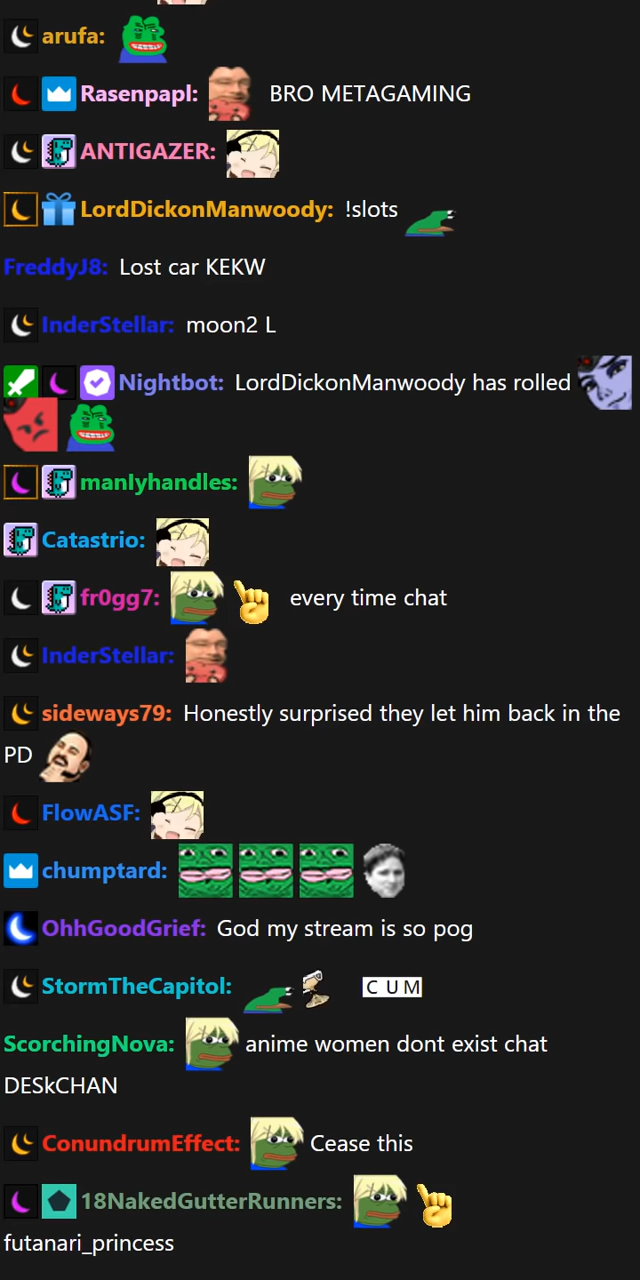 arufa:
Rasenpapl: BRO METAGAMING
ANTIGAZER:
LordDickonManwoody: !slots
FreddyJ8: Lost car KEKW
InderStellar: moon2 L
Nightbot: LordDickonManwoody has rolled
manIyhandles:
Catastrio:
fr0gg7: every time chat
InderStellar:
sideways79: Honestly surprised they let him back in the
PD
FlowASF:
chumptard:
OhhGoodGrief: God my stream is so pog
StormTheCapitol: CUM
ScorchingNova: anime women dont exist chat
DESkCHAN
ConundrumEffect: Cease this
18NakedGutterRunners:
futanari_princess